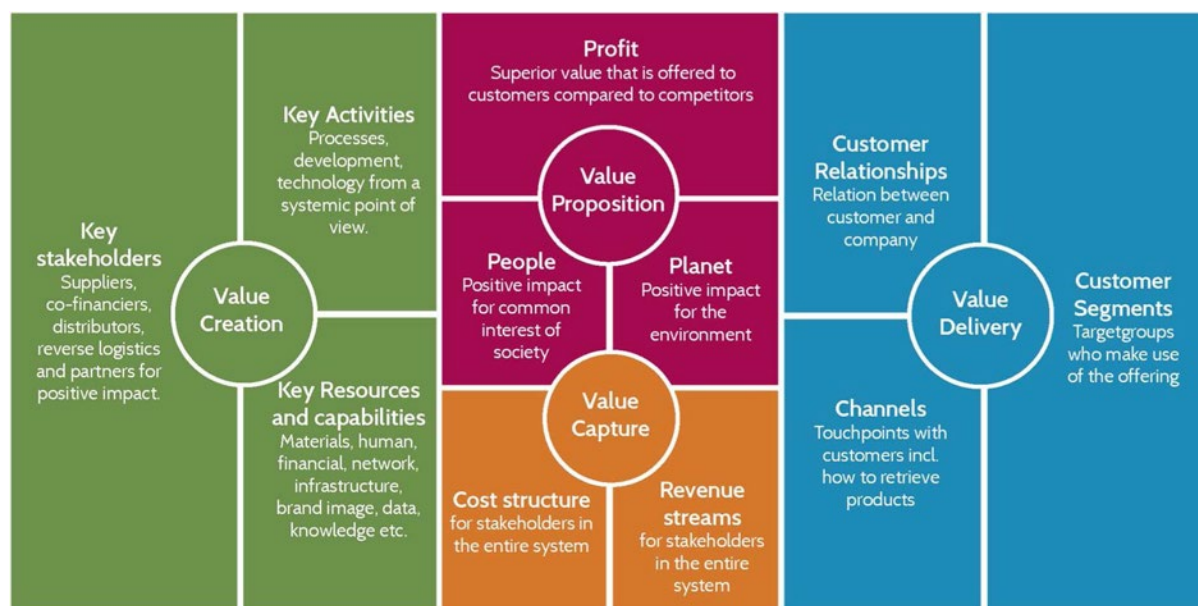 Key
stakeholders
Suppliers,
co-financiers,
distributors,
reverse logistics
and partners for
positive impact.
Value
Creation
Key Activities
Processes,
development,
technology from a
systemic point of
view.
Key Resources
and capabilities
Materials, human,
financial, network,
infrastructure,
brand image, data,
knowledge etc.
Profit
Superior value that is offered to
customers compared to competitors
Value
Proposition
People
Positive impact
for common
interest of
society
Planet
Positive impact
for the
environment
Value
Capture
Cost structure
for stakeholders in
the entire system
Revenue
streams
for stakeholders
in the entire
system
Customer
Relationships
Relation between
customer and
company
Value
Delivery
Channels
Touchpoints with
customers incl.
how to retrieve
products
Customer
Segments
Targetgroups
who make use
of the offering